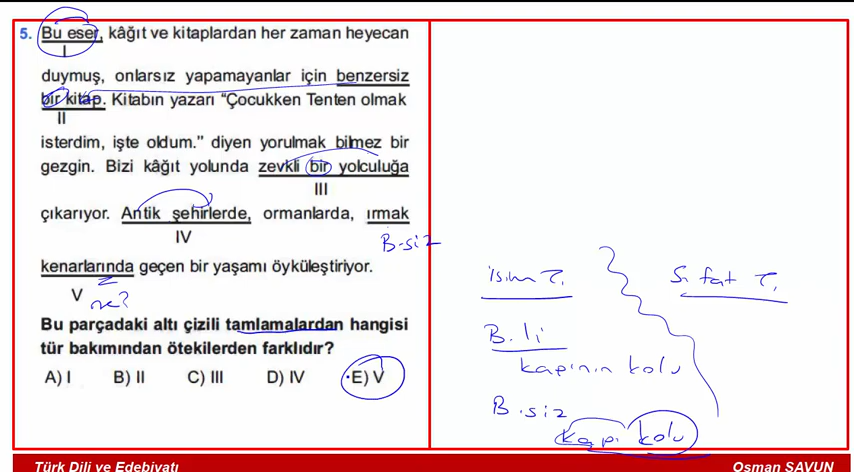 5. Bu eser, kâğıt ve kitaplardan her zaman heyecan
I
duymuş, onlarsız yapamayanlar için benzersiz
bir kitap. Kitabın yazarı “Çocukken Tenten olmak
II
isterdim, işte oldum.” diyen yorulmak bilmez bir
gezgin. Bizi kâğıt yolunda zevkli bir yolculuğa
III
çıkarıyor. Antik şehirlerde, ormanlarda, ırmak
IV
B.siz
kenarlarında geçen bir yaşamı öyküleştiriyor.
V
ne?
Bu parçadaki altı çizili tamlamalardan hangisi
tür bakımından ötekilerden farklıdır?
A) I B) II C) III D) IV E) V
isim T. Sıfat T.
B.li
kapının kolu
B.siz
kapı kolu
Türk Dili ve Edebiyatı Osman SAVUN